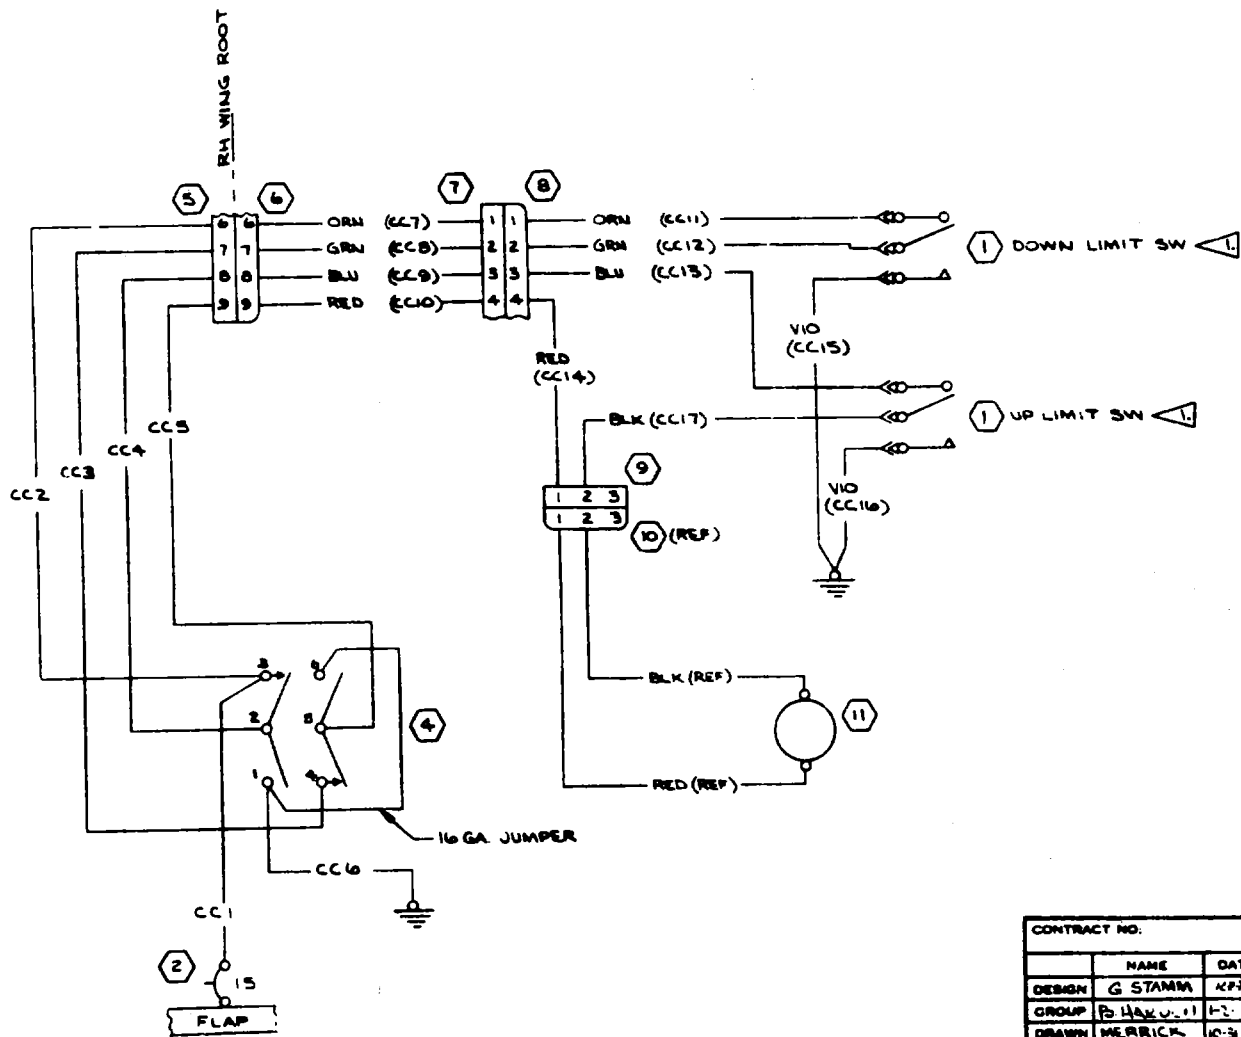 RH WING ROOT
5 6 7 8
6 6 ORN (CC7) 1 1 ORN (CC11)
7 7 GRN (CC8) 2 2 GRN (CC12)
8 8 BLU (CC9) 3 3 BLU (CC13)
9 9 RED (CC10) 4 4
1 DOWN LIMIT SW 1.
VIO
(CC15)
RED
(CC14)
BLK (CC17)
1 UP LIMIT SW 1.
CC5
CC4
CC3
CC2
9
1 2 3
1 2 3
10 (REF)
VIO
(CC16)
3 6
2 5
4
1 4
BLK (REF)
11
RED (REF)
16 GA. JUMPER
CC6
CC1
2
15
FLAP
CONTRACT NO:
NAME DAT
DESIGN G STAMM
GROUP
DRAWN MERRICK